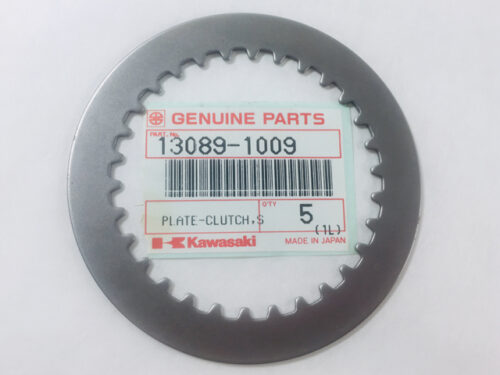 GENUINE PARTS
PART. No.
13089-1009
Q'TY
PLATE-CLUTCH,S 5
(1L)
Kawasaki MADE IN JAPAN